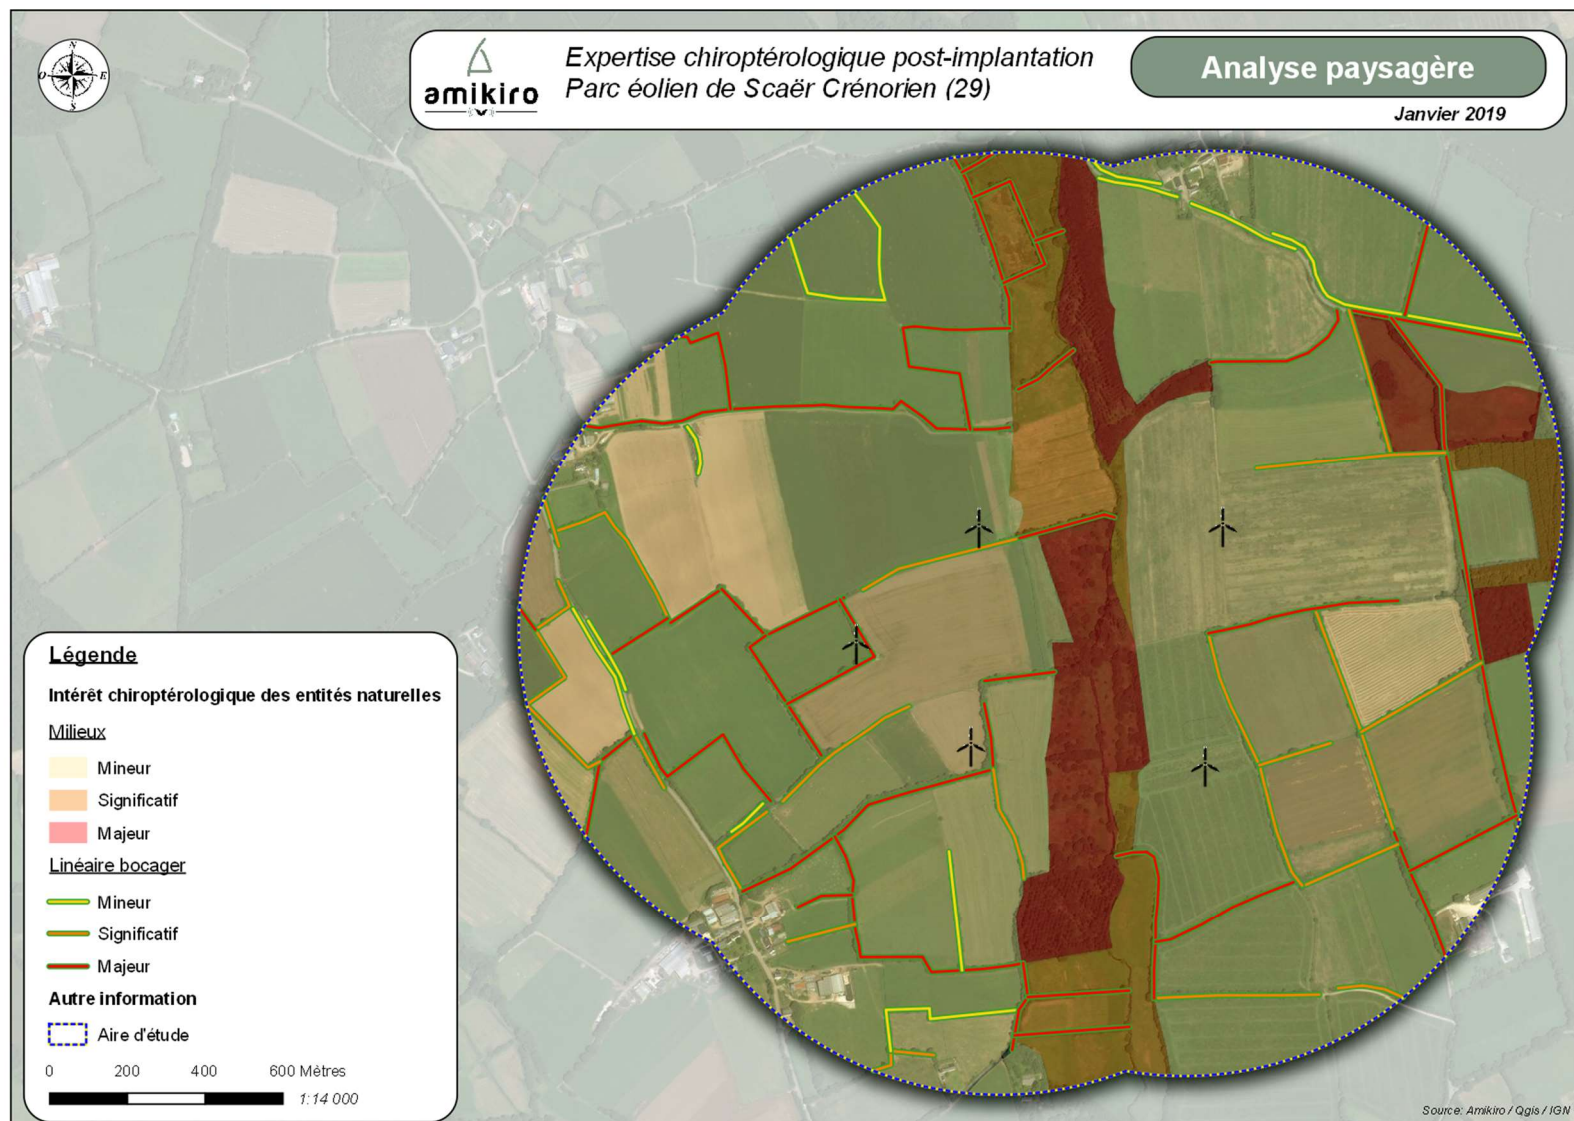 N
O
E
S
amikiro
Expertise chiroptérologique post-implantation
Parc éolien de Scaër Crénorien (29)
Analyse paysagère
Janvier 2019
Légende
Intérêt chiroptérologique des entités naturelles
Milieux
Mineur
Significatif
Majeur
Linéaire bocager
Mineur
Significatif
Majeur
Autre information
Aire d'étude
0 200 400 600 Mètres
1:14 000
Source: Amikiro / Qgis / IGN